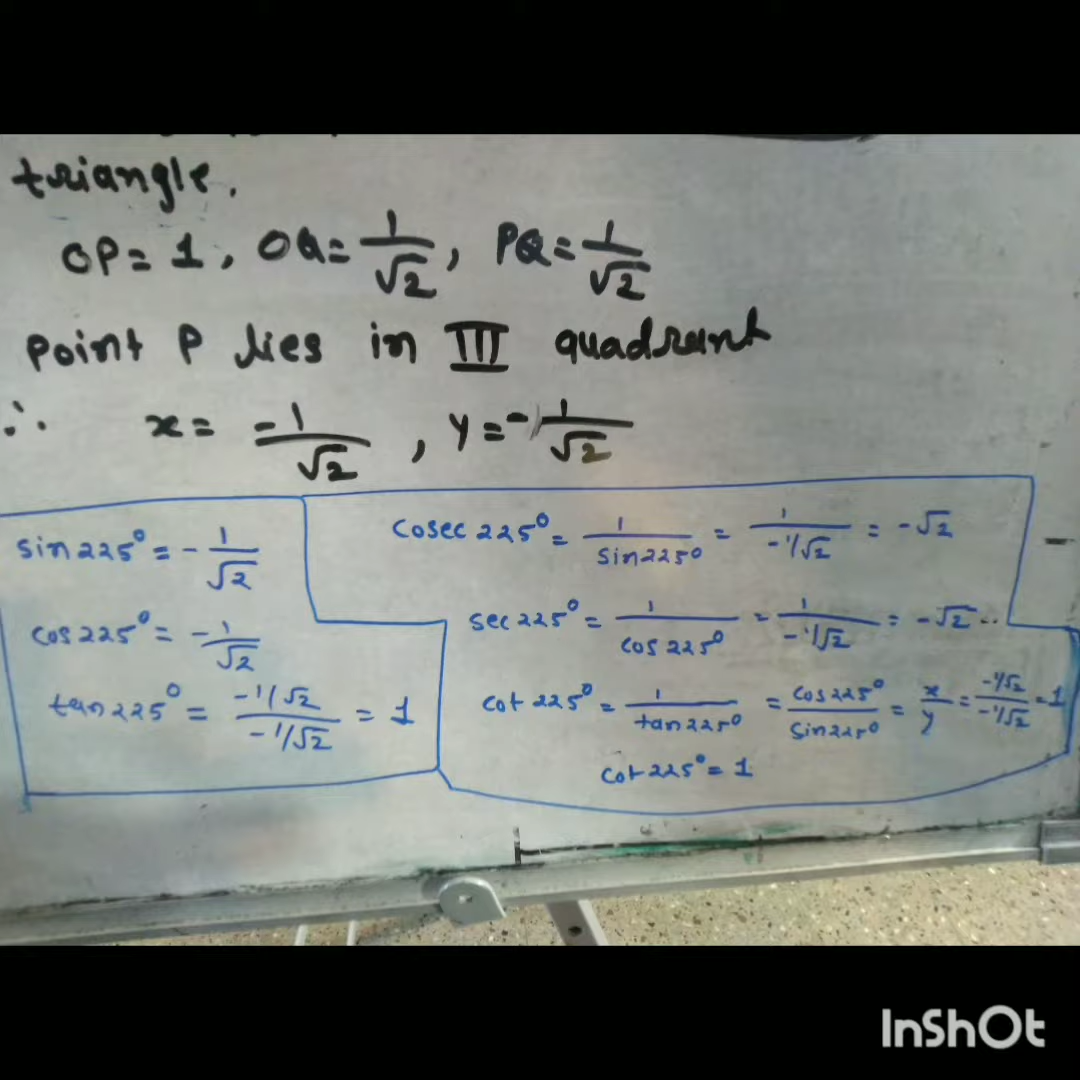 triangle.
OP = 1, OQ = 1/√2, PQ = 1/√2
Point P lies in III quadrant
∴ x = -1/√2, y = -1/√2
sin 225° = -1/√2
cos 225° = -1/√2
tan 225° = (-1/√2)/(-1/√2) = 1
cosec 225° = 1/sin 225° = 1/(-1/√2) = -√2
sec 225° = 1/cos 225° = 1/(-1/√2) = -√2..
cot 225° = 1/tan 225° = cos 225°/sin 225° = x/y = (-1/√2)/(-1/√2) = 1
cot 225° = 1
InShOt